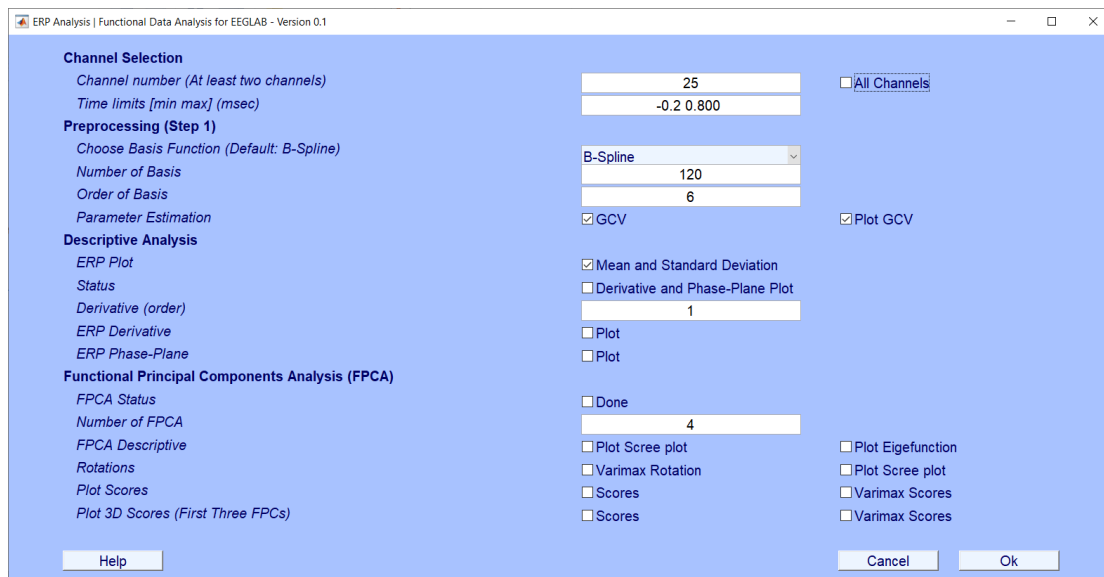 ERP Analysis | Functional Data Analysis for EEGLAB - Version 0.1
Channel Selection
Channel number (At least two channels) 25 All Channels
Time limits [min max] (msec) -0.2 0.800
Preprocessing (Step 1)
Choose Basis Function (Default: B-Spline) B-Spline
Number of Basis 120
Order of Basis 6
Parameter Estimation GCV Plot GCV
Descriptive Analysis
ERP Plot Mean and Standard Deviation
Status Derivative and Phase-Plane Plot
Derivative (order) 1
ERP Derivative Plot
ERP Phase-Plane Plot
Functional Principal Components Analysis (FPCA)
FPCA Status Done
Number of FPCA 4
FPCA Descriptive Plot Scree plot Plot Eigefunction
Rotations Varimax Rotation Plot Scree plot
Plot Scores Scores Varimax Scores
Plot 3D Scores (First Three FPCs) Scores Varimax Scores
Help Cancel Ok